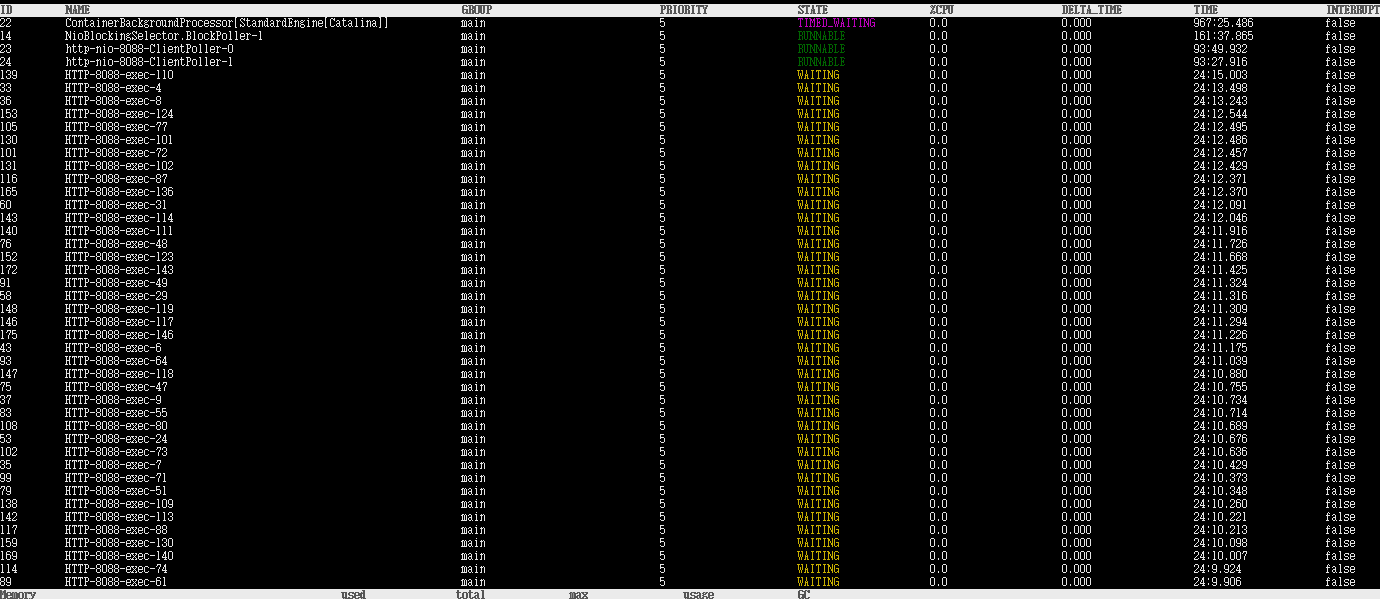 ID NAME GROUP PRIORITY STATE %CPU DELTA_TIME TIME INTERRUPT
22 ContainerBackgroundProcessor[StandardEngine[Catalina]] main 5 TIMED_WAITING 0.0 0.000 967:25.486 false
14 NioBlockingSelector.BlockPoller-1 main 5 RUNNABLE 0.0 0.000 161:37.865 false
23 http-nio-8088-ClientPoller-0 main 5 RUNNABLE 0.0 0.000 93:49.932 false
24 http-nio-8088-ClientPoller-1 main 5 RUNNABLE 0.0 0.000 93:27.916 false
139 HTTP-8088-exec-110 main 5 WAITING 0.0 0.000 24:15.003 false
33 HTTP-8088-exec-4 main 5 WAITING 0.0 0.000 24:13.498 false
36 HTTP-8088-exec-8 main 5 WAITING 0.0 0.000 24:13.243 false
153 HTTP-8088-exec-124 main 5 WAITING 0.0 0.000 24:12.544 false
105 HTTP-8088-exec-77 main 5 WAITING 0.0 0.000 24:12.495 false
130 HTTP-8088-exec-101 main 5 WAITING 0.0 0.000 24:12.486 false
101 HTTP-8088-exec-72 main 5 WAITING 0.0 0.000 24:12.457 false
131 HTTP-8088-exec-102 main 5 WAITING 0.0 0.000 24:12.429 false
116 HTTP-8088-exec-87 main 5 WAITING 0.0 0.000 24:12.371 false
165 HTTP-8088-exec-136 main 5 WAITING 0.0 0.000 24:12.370 false
60 HTTP-8088-exec-31 main 5 WAITING 0.0 0.000 24:12.091 false
143 HTTP-8088-exec-114 main 5 WAITING 0.0 0.000 24:12.046 false
140 HTTP-8088-exec-111 main 5 WAITING 0.0 0.000 24:11.916 false
76 HTTP-8088-exec-48 main 5 WAITING 0.0 0.000 24:11.726 false
152 HTTP-8088-exec-123 main 5 WAITING 0.0 0.000 24:11.668 false
172 HTTP-8088-exec-143 main 5 WAITING 0.0 0.000 24:11.425 false
91 HTTP-8088-exec-49 main 5 WAITING 0.0 0.000 24:11.324 false
58 HTTP-8088-exec-29 main 5 WAITING 0.0 0.000 24:11.316 false
148 HTTP-8088-exec-119 main 5 WAITING 0.0 0.000 24:11.309 false
146 HTTP-8088-exec-117 main 5 WAITING 0.0 0.000 24:11.294 false
175 HTTP-8088-exec-146 main 5 WAITING 0.0 0.000 24:11.226 false
43 HTTP-8088-exec-6 main 5 WAITING 0.0 0.000 24:11.175 false
93 HTTP-8088-exec-64 main 5 WAITING 0.0 0.000 24:11.039 false
147 HTTP-8088-exec-118 main 5 WAITING 0.0 0.000 24:10.880 false
75 HTTP-8088-exec-47 main 5 WAITING 0.0 0.000 24:10.755 false
37 HTTP-8088-exec-9 main 5 WAITING 0.0 0.000 24:10.734 false
83 HTTP-8088-exec-55 main 5 WAITING 0.0 0.000 24:10.714 false
108 HTTP-8088-exec-80 main 5 WAITING 0.0 0.000 24:10.689 false
53 HTTP-8088-exec-24 main 5 WAITING 0.0 0.000 24:10.676 false
102 HTTP-8088-exec-73 main 5 WAITING 0.0 0.000 24:10.636 false
35 HTTP-8088-exec-7 main 5 WAITING 0.0 0.000 24:10.429 false
99 HTTP-8088-exec-71 main 5 WAITING 0.0 0.000 24:10.373 false
79 HTTP-8088-exec-51 main 5 WAITING 0.0 0.000 24:10.348 false
138 HTTP-8088-exec-109 main 5 WAITING 0.0 0.000 24:10.260 false
142 HTTP-8088-exec-113 main 5 WAITING 0.0 0.000 24:10.221 false
117 HTTP-8088-exec-88 main 5 WAITING 0.0 0.000 24:10.213 false
159 HTTP-8088-exec-130 main 5 WAITING 0.0 0.000 24:10.098 false
169 HTTP-8088-exec-140 main 5 WAITING 0.0 0.000 24:10.007 false
114 HTTP-8088-exec-74 main 5 WAITING 0.0 0.000 24:9.924 false
89 HTTP-8088-exec-61 main 5 WAITING 0.0 0.000 24:9.906 false
Memory used total max usage GC